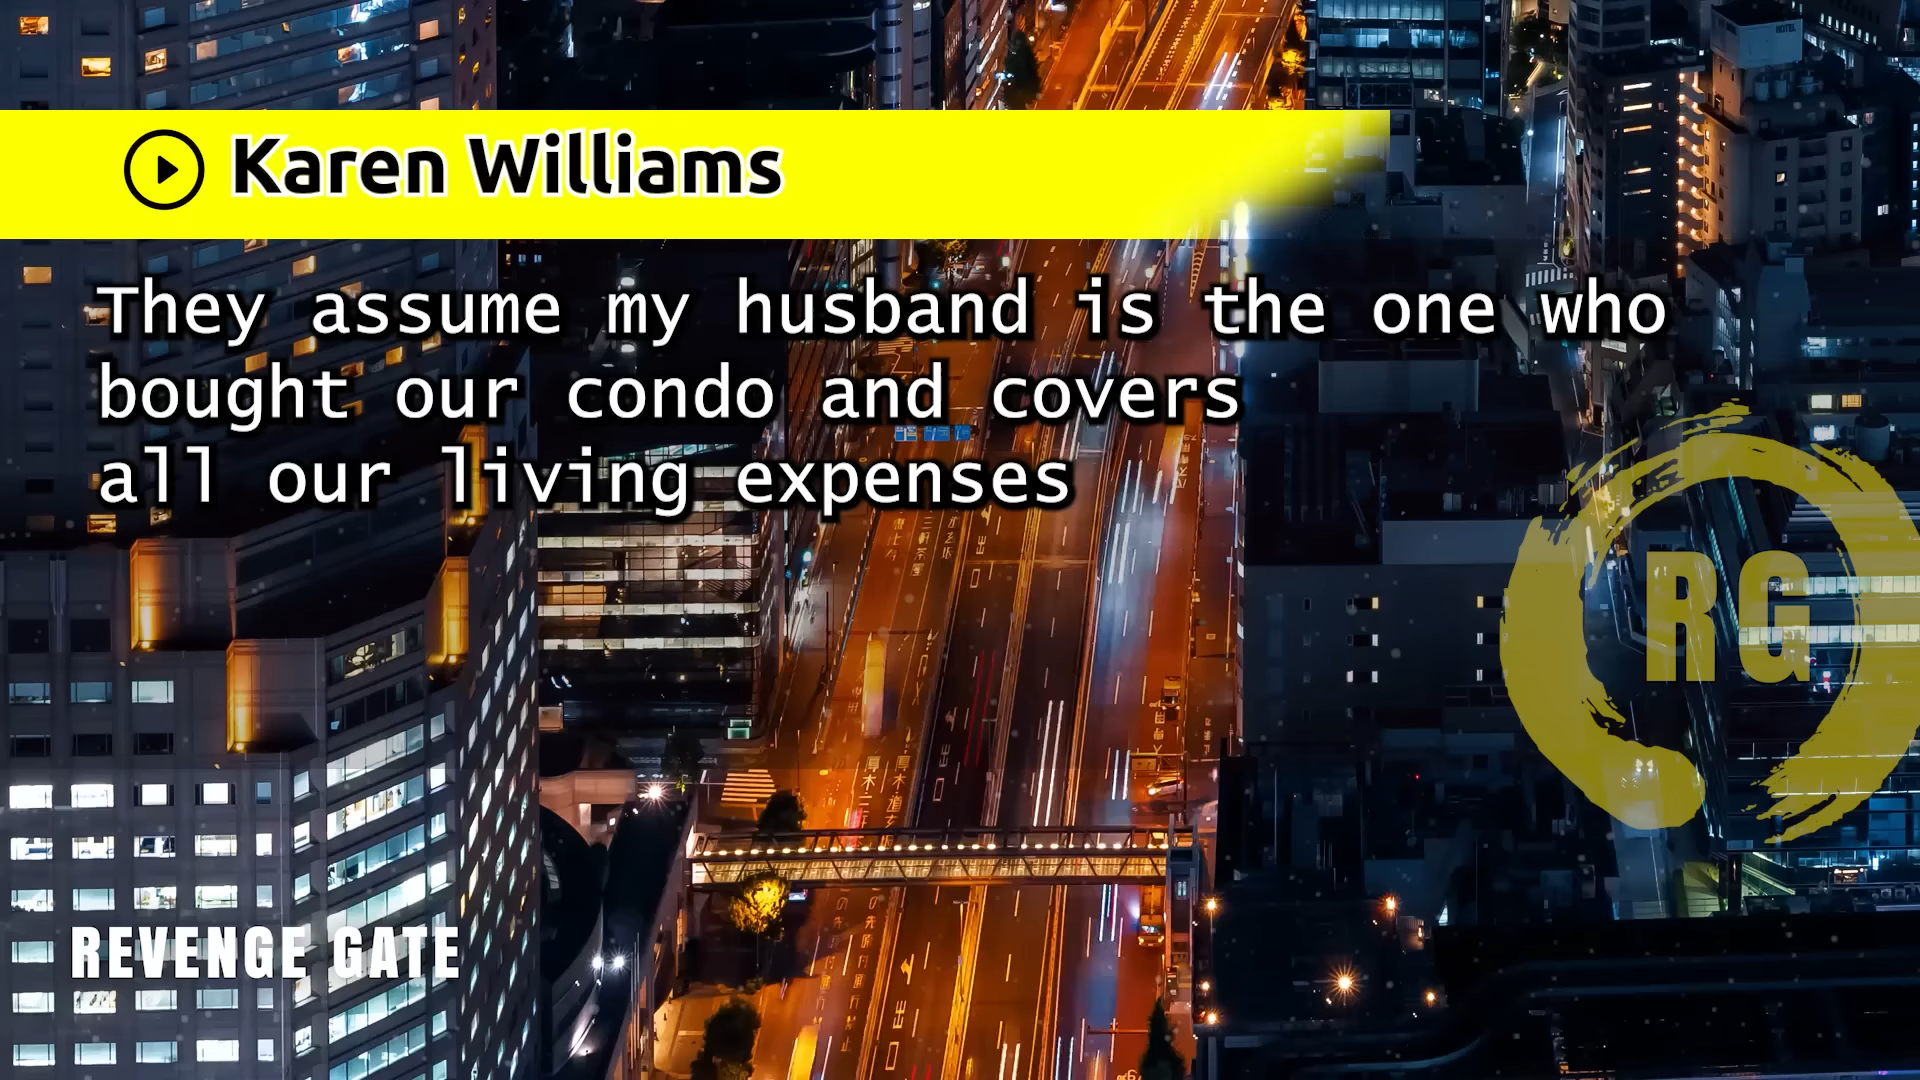 Karen Williams
They assume my husband is the one who
bought our condo and covers
all our living expenses
RG
REVENGE GATE
HOTEL